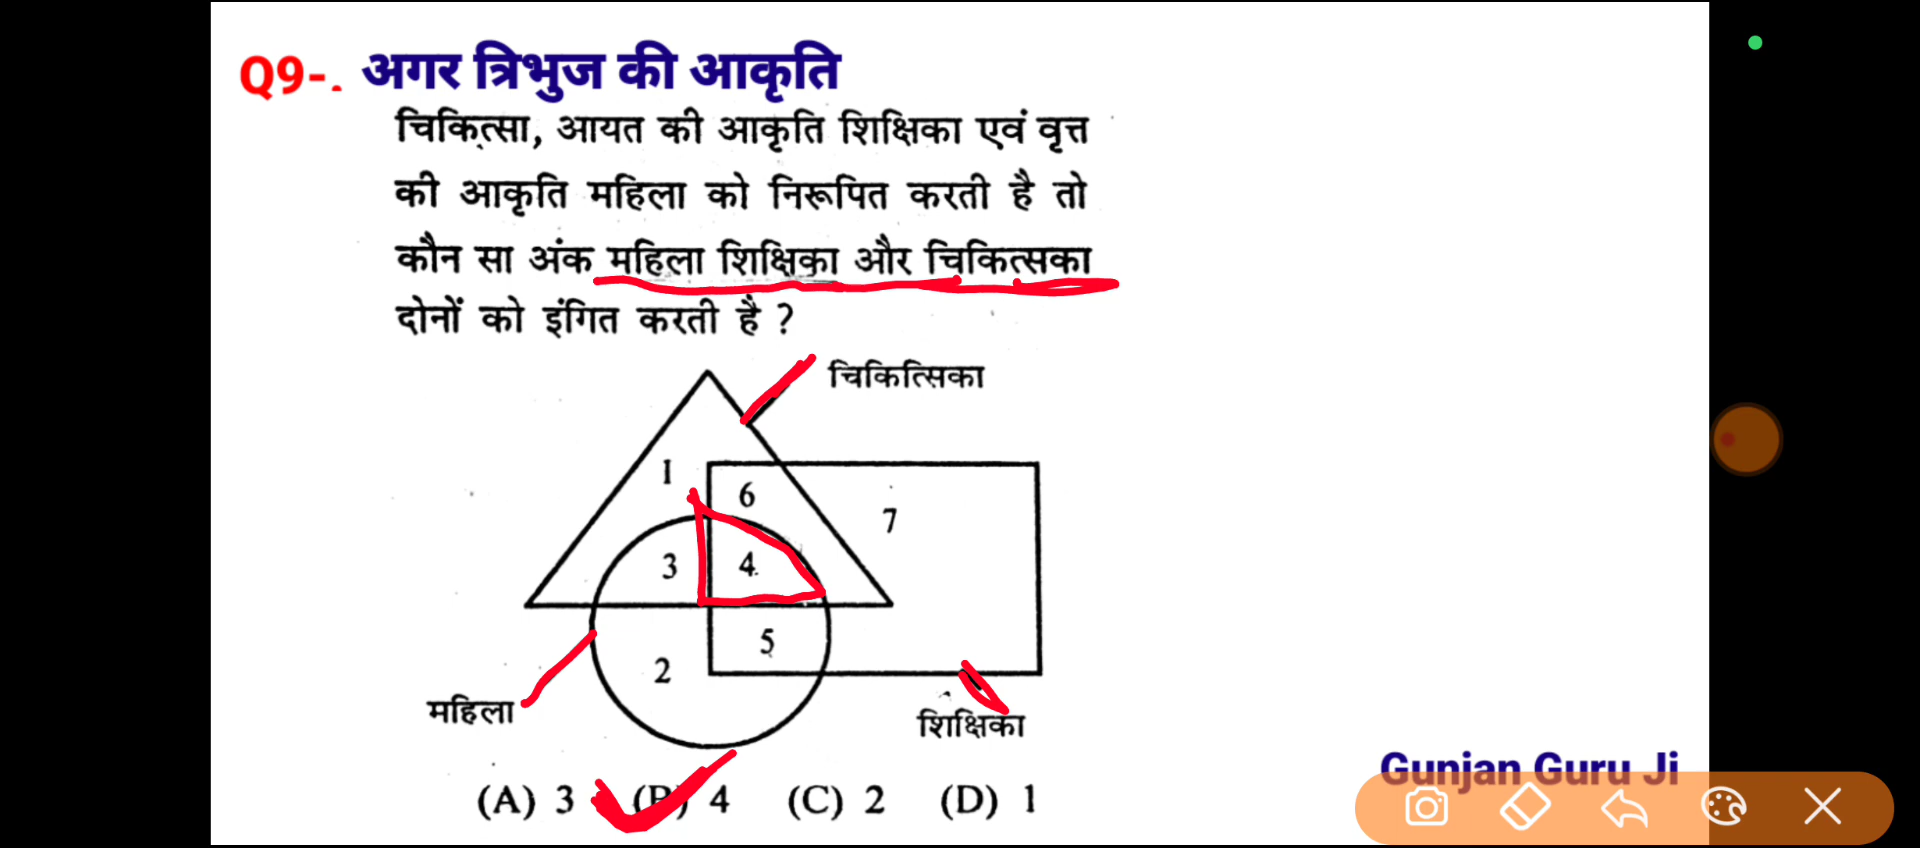 Q9-. अगर त्रिभुज की आकृति
चिकित्सा, आयत की आकृति शिक्षिका एवं वृत्त
की आकृति महिला को निरूपित करती है तो
कौन सा अंक महिला शिक्षिका और चिकित्सका
दोनों को इंगित करती है ?
चिकित्सिका
1
6
7
3
4
5
2
महिला
शिक्षिका
(A) 3 (B) 4 (C) 2 (D) 1
Gunjan Guru Ji